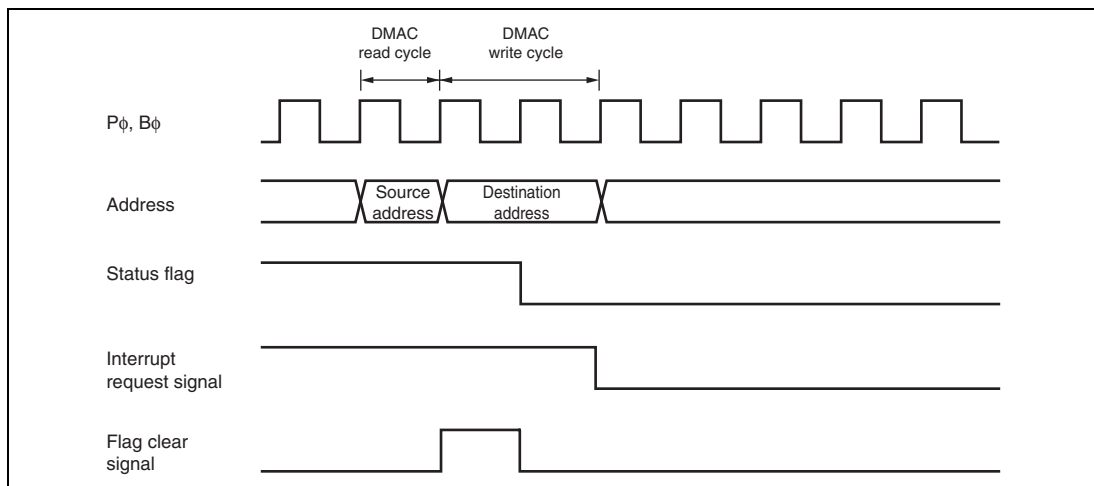 DMAC
read cycle
DMAC
write cycle
Pϕ, Bϕ
Address
Source
address
Destination
address
Status flag
Interrupt
request signal
Flag clear
signal